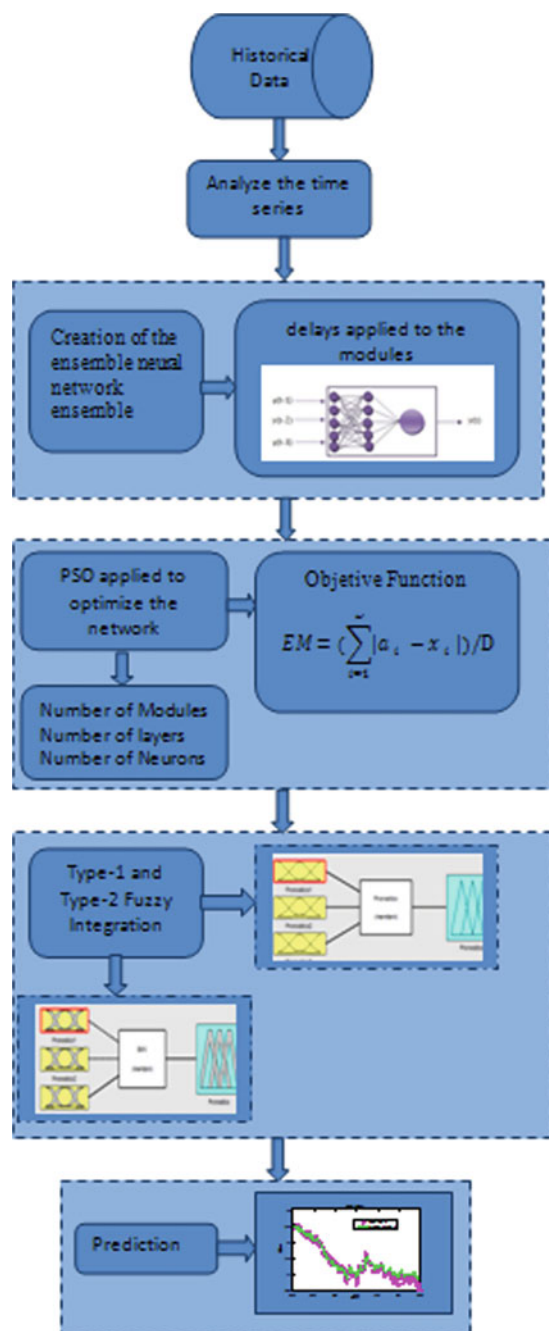 Historical
Data
Analyze the time
series
Creation of the
ensemble neural
network
ensemble
delays applied to the
modules
PSO applied to
optimize the
network
Objetive Function
EM = (∑|a i - x i |)/D
i=1
Number of Modules
Number of layers
Number of Neurons
Type-1 and
Type-2 Fuzzy
Integration
Prediction